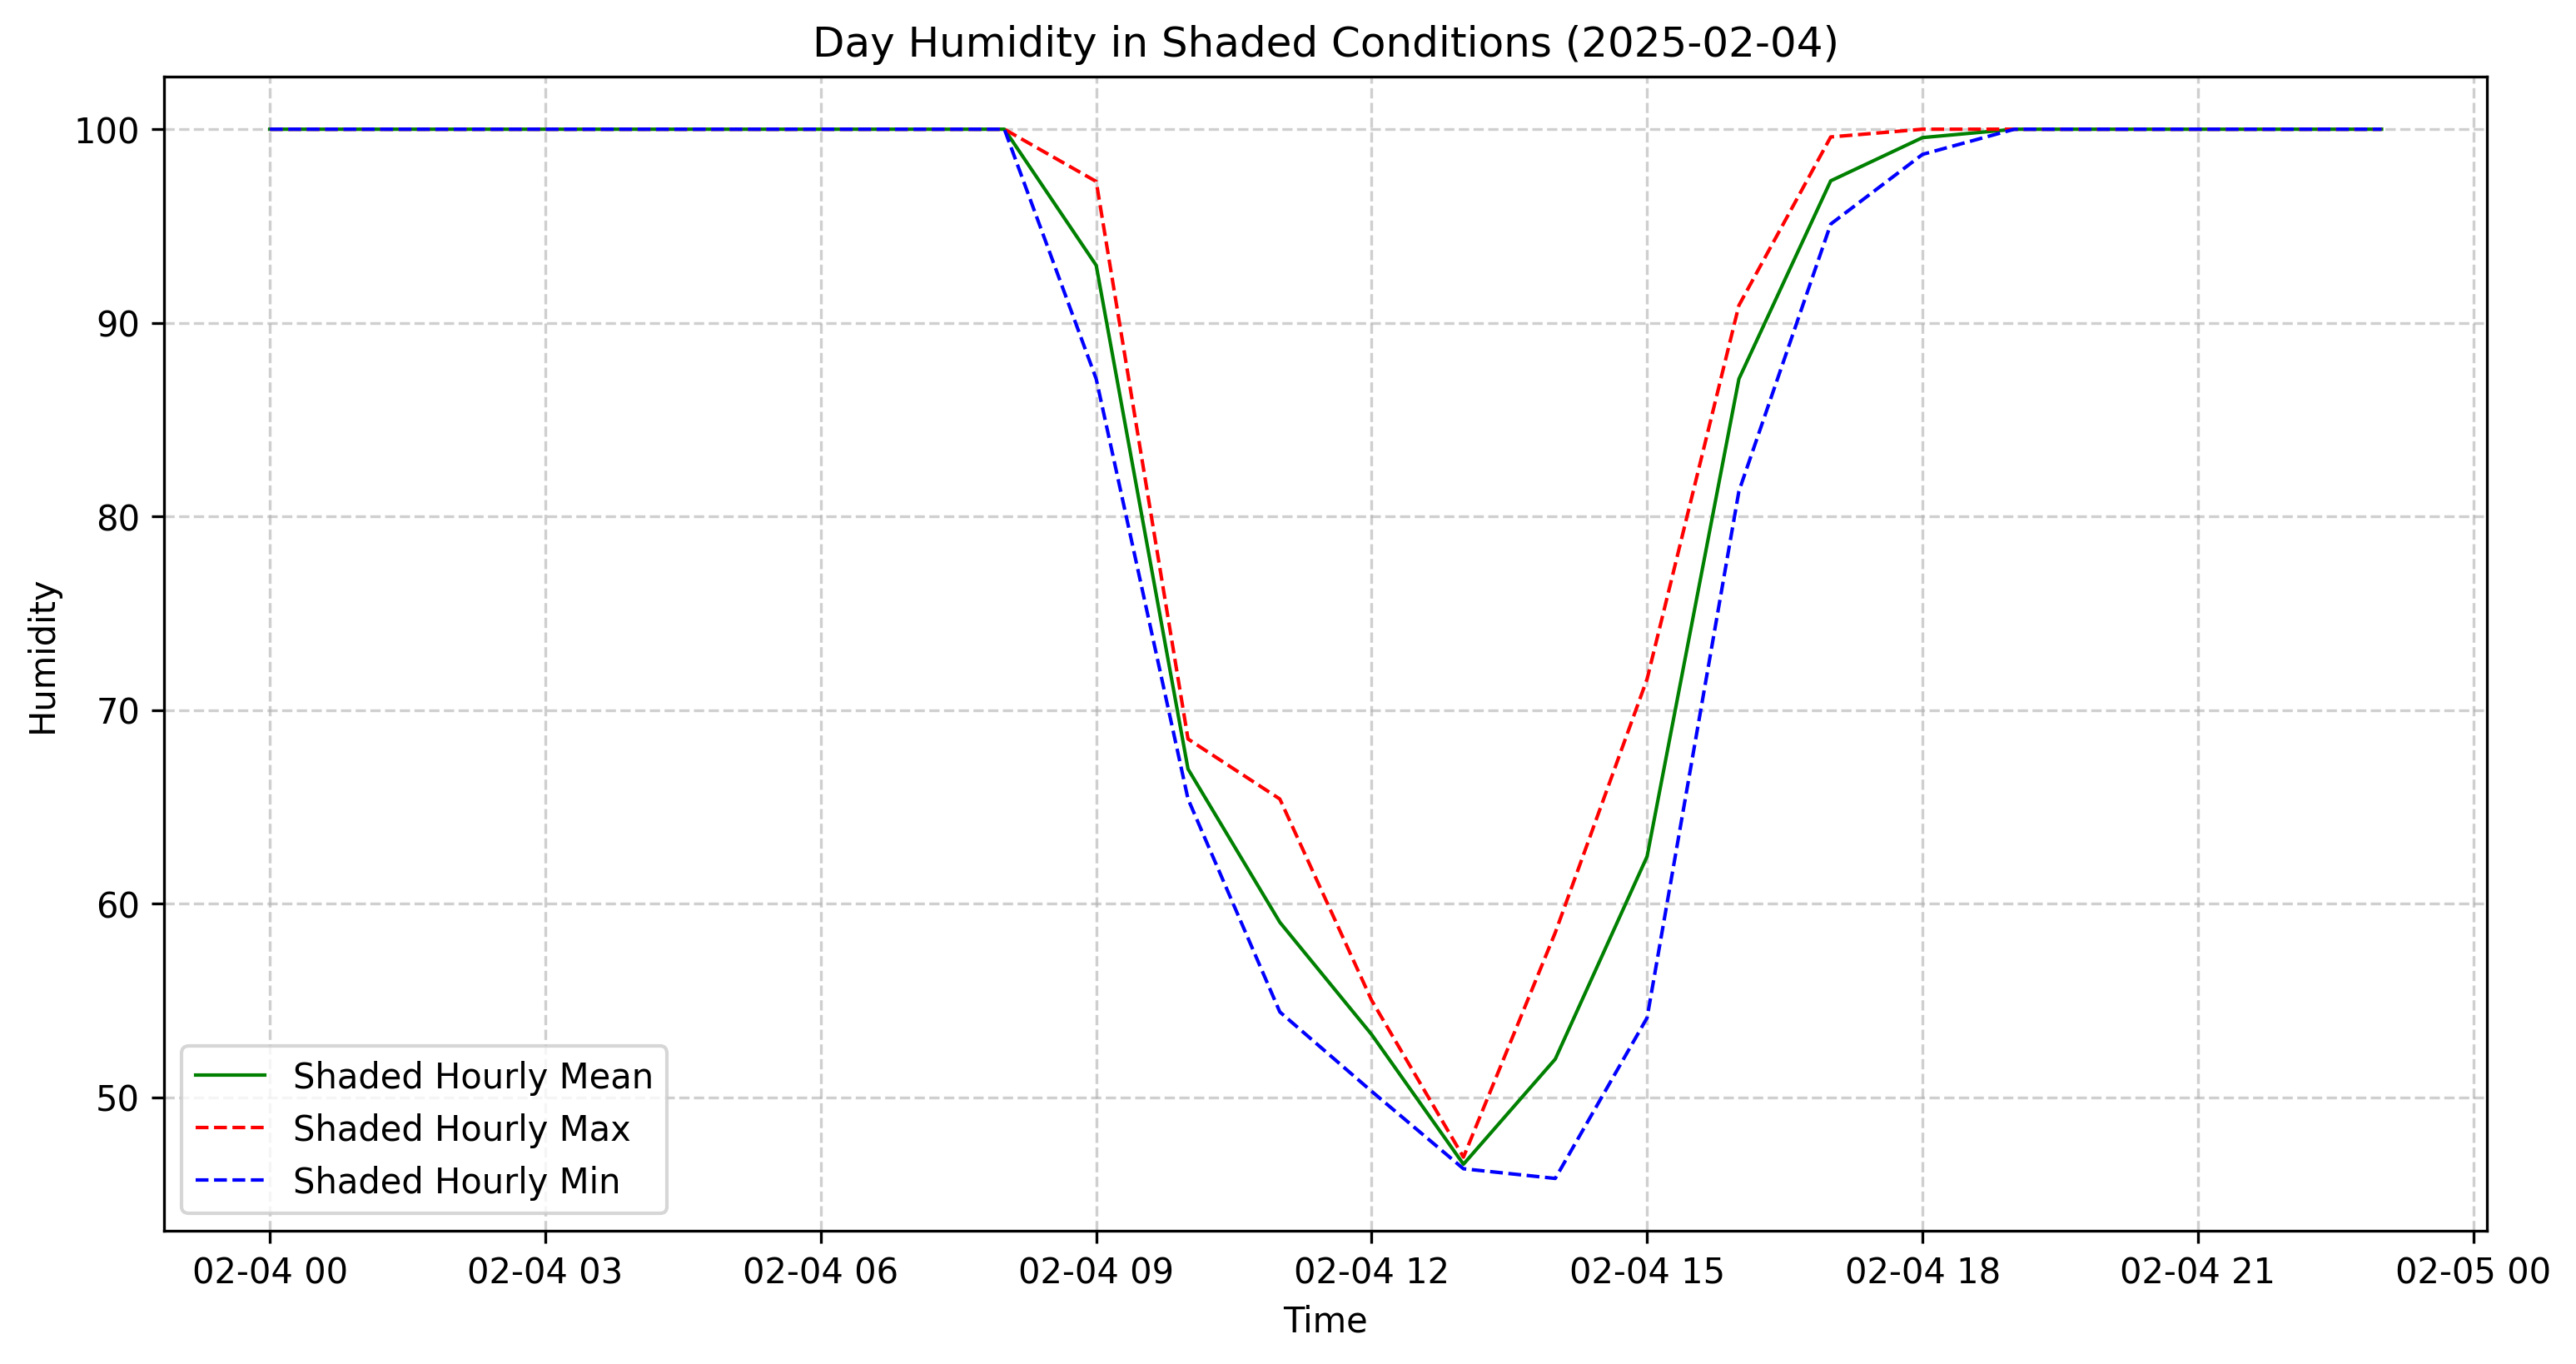 Day Humidity in Shaded Conditions (2025-02-04)
100
90
80
70
60
50
Humidity
Shaded Hourly Mean
Shaded Hourly Max
Shaded Hourly Min
02-04 00
02-04 03
02-04 06
02-04 09
02-04 12
02-04 15
02-04 18
02-04 21
02-05 00
Time